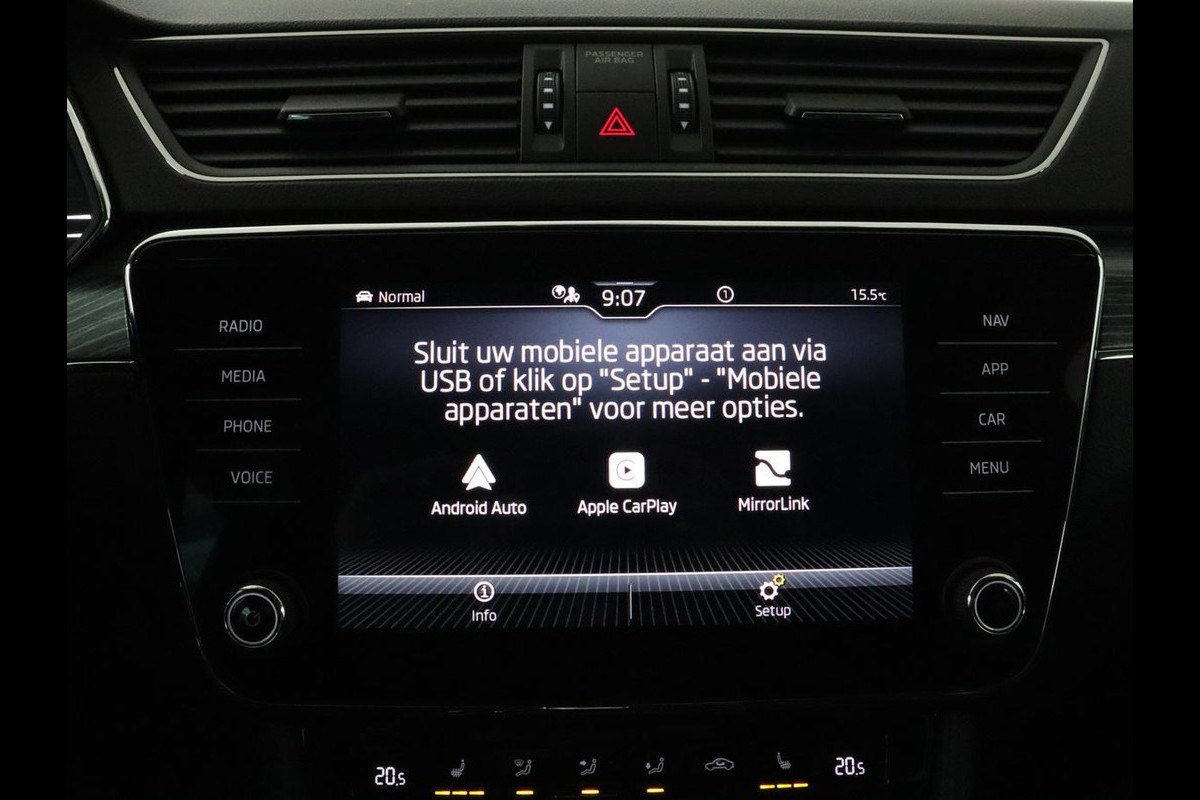 PASSENGER
AIR BAG
Normal
9:07
1
15.5°C
RADIO
MEDIA
PHONE
VOICE
Sluit uw mobiele apparaat aan via
USB of klik op "Setup" - "Mobiele
apparaten" voor meer opties.
Android Auto
Apple CarPlay
MirrorLink
Info
Setup
NAV
APP
CAR
MENU
20.5
20.5